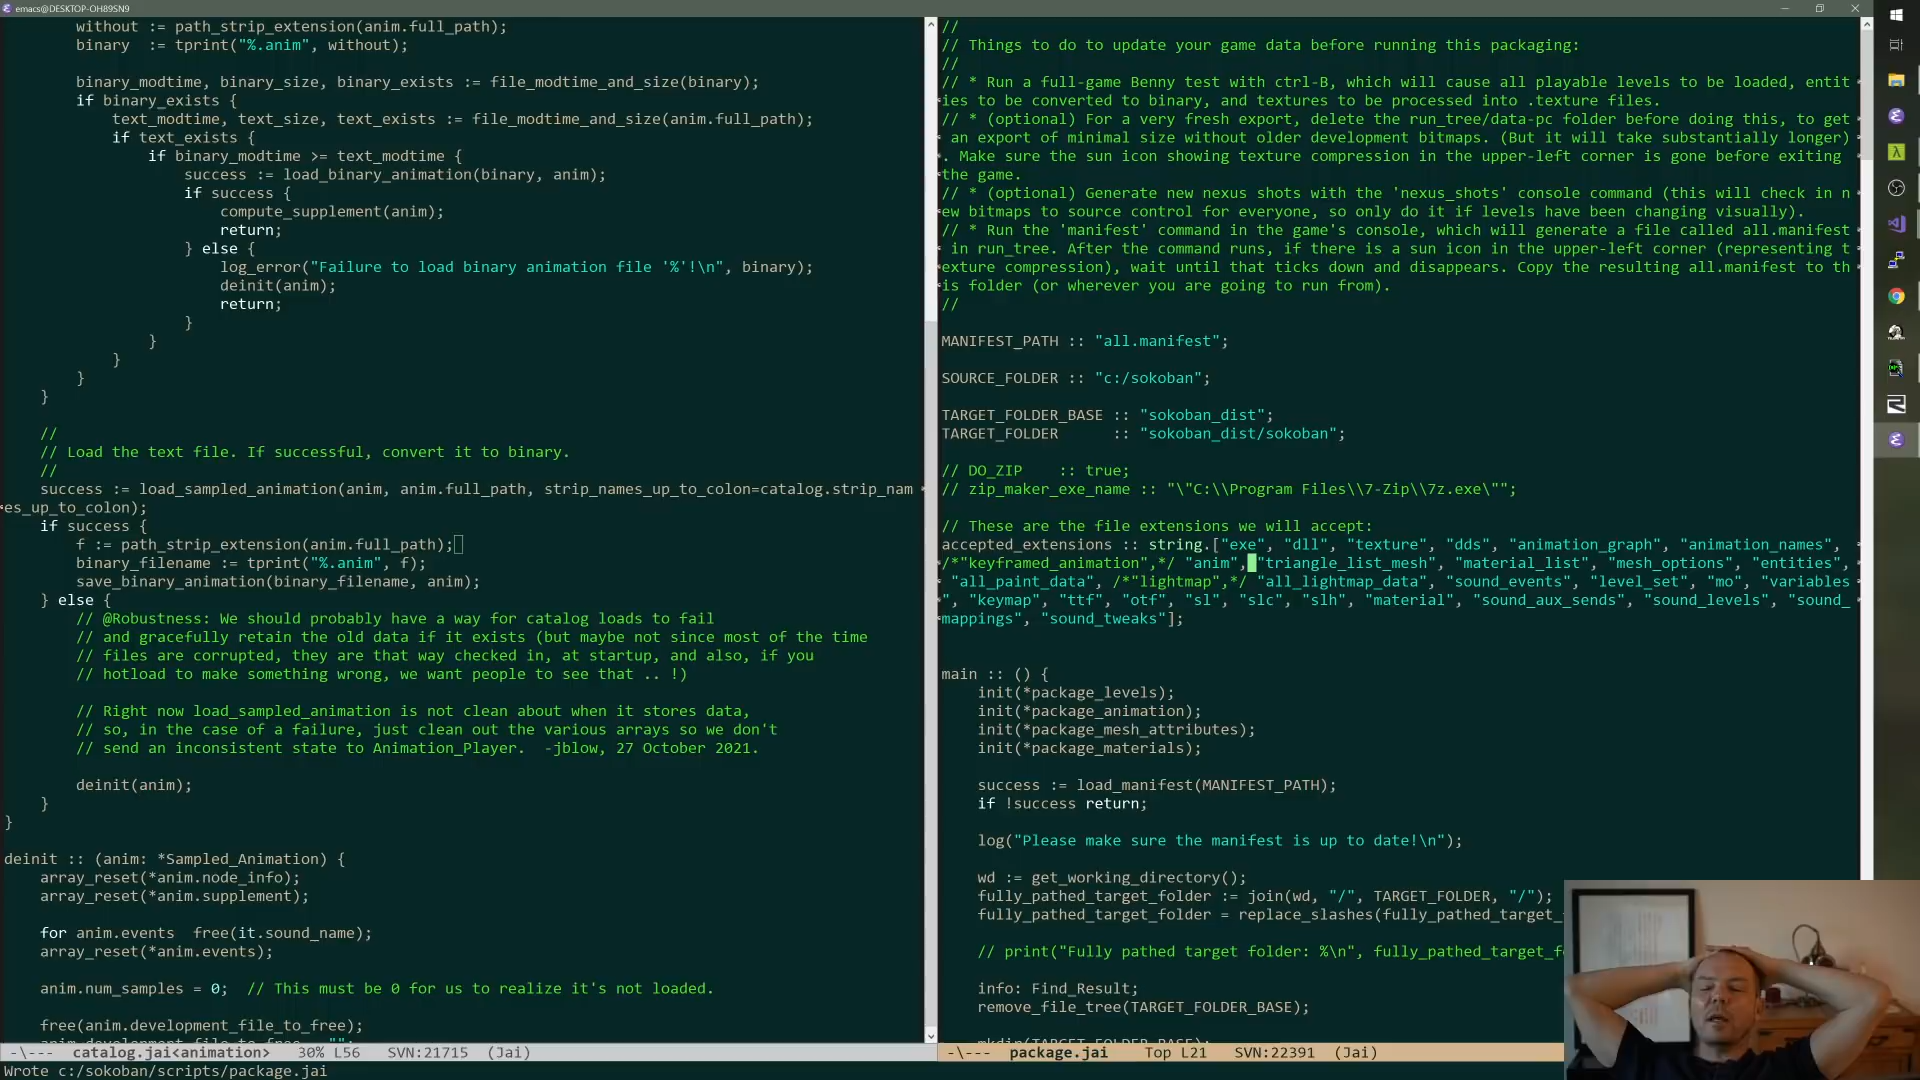 emacs@DESKTOP-OH89SN9
without := path_strip_extension(anim.full_path);
binary  := tprint("%.anim", without);
binary_modtime, binary_size, binary_exists := file_modtime_and_size(binary);
if binary_exists {
text_modtime, text_size, text_exists := file_modtime_and_size(anim.full_path);
if text_exists {
if binary_modtime >= text_modtime {
success := load_binary_animation(binary, anim);
if success {
compute_supplement(anim);
return;
} else {
log_error("Failure to load binary animation file '%'!\n", binary);
deinit(anim);
return;
}
}
}
}
}
//
// Load the text file. If successful, convert it to binary.
//
success := load_sampled_animation(anim, anim.full_path, strip_names_up_to_colon=catalog.strip_nam
es_up_to_colon);
if success {
f := path_strip_extension(anim.full_path);
binary_filename := tprint("%.anim", f);
save_binary_animation(binary_filename, anim);
} else {
// @Robustness: We should probably have a way for catalog loads to fail
// and gracefully retain the old data if it exists (but maybe not since most of the time
// files are corrupted, they are that way checked in, at startup, and also, if you
// hotload to make something wrong, we want people to see that .. !)
// Right now load_sampled_animation is not clean about when it stores data,
// so, in the case of a failure, just clean out the various arrays so we don't
// send an inconsistent state to Animation_Player.  -jblow, 27 October 2021.
deinit(anim);
}
}
deinit :: (anim: *Sampled_Animation) {
array_reset(*anim.node_info);
array_reset(*anim.supplement);
for anim.events  free(it.sound_name);
array_reset(*anim.events);
anim.num_samples = 0;  // This must be 0 for us to realize it's not loaded.
free(anim.development_file_to_free);
-\---  catalog.jai<animation>   30% L56   SVN:21715  (Jai)
Wrote c:/sokoban/scripts/package.jai
//
// Things to do to update your game data before running this packaging:
//
// * Run a full-game Benny test with ctrl-B, which will cause all playable levels to be loaded, entit
ies to be converted to binary, and textures to be processed into .texture files.
// * (optional) For a very fresh export, delete the run_tree/data-pc folder before doing this, to get
an export of minimal size without older development bitmaps. (But it will take substantially longer)
. Make sure the sun icon showing texture compression in the upper-left corner is gone before exiting
the game.
// * (optional) Generate new nexus shots with the 'nexus_shots' console command (this will check in n
ew bitmaps to source control for everyone, so only do it if levels have been changing visually).
// * Run the 'manifest' command in the game's console, which will generate a file called all.manifest
in run_tree. After the command runs, if there is a sun icon in the upper-left corner (representing t
exture compression), wait until that ticks down and disappears. Copy the resulting all.manifest to th
is folder (or wherever you are going to run from).
//
MANIFEST_PATH :: "all.manifest";
SOURCE_FOLDER :: "c:/sokoban";
TARGET_FOLDER_BASE :: "sokoban_dist";
TARGET_FOLDER      :: "sokoban_dist/sokoban";
// DO_ZIP    :: true;
// zip_maker_exe_name :: "\"C:\\Program Files\\7-Zip\\7z.exe\"";
// These are the file extensions we will accept:
accepted_extensions :: string.["exe", "dll", "texture", "dds", "animation_graph", "animation_names",
/*"keyframed_animation",*/ "anim", "triangle_list_mesh", "material_list", "mesh_options", "entities",
"all_paint_data", /*"lightmap",*/ "all_lightmap_data", "sound_events", "level_set", "mo", "variables
", "keymap", "ttf", "otf", "sl", "slc", "slh", "material", "sound_aux_sends", "sound_levels", "sound_
mappings", "sound_tweaks"];
main :: () {
init(*package_levels);
init(*package_animation);
init(*package_mesh_attributes);
init(*package_materials);
success := load_manifest(MANIFEST_PATH);
if !success return;
log("Please make sure the manifest is up to date!\n");
wd := get_working_directory();
fully_pathed_target_folder := join(wd, "/", TARGET_FOLDER, "/");
fully_pathed_target_folder = replace_slashes(fully_pathed_target_
// print("Fully pathed target folder: %\n", fully_pathed_target_f
info: Find_Result;
remove_file_tree(TARGET_FOLDER_BASE);
-\---  package.jai    Top L21   SVN:22391  (Jai)